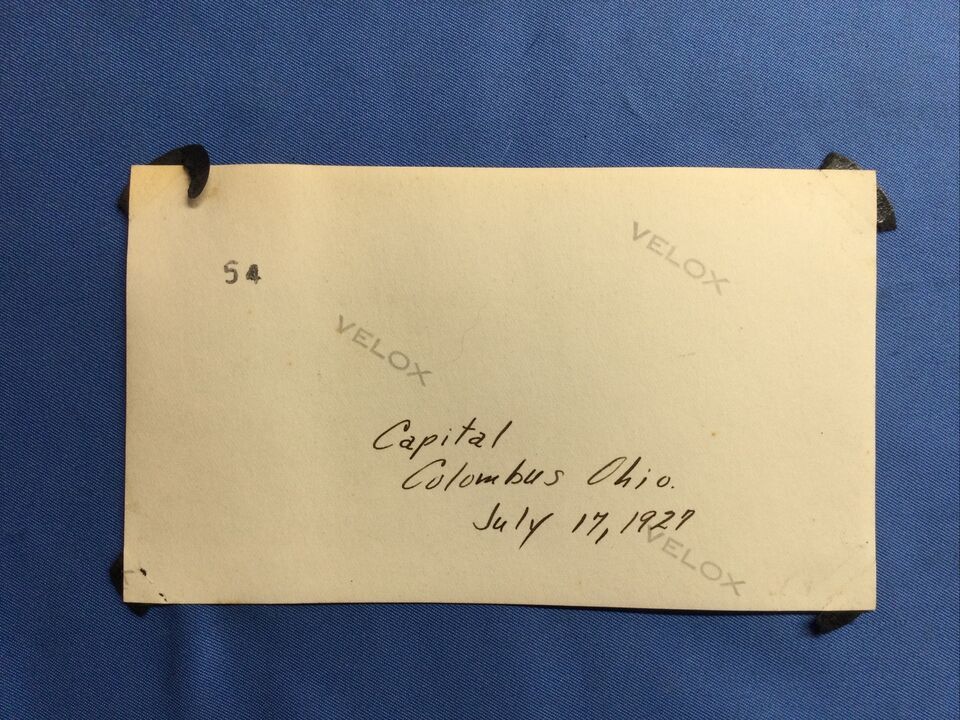 54
VELOX
VELOX
Capital
Colombus Ohio.
July 17, 1927
VELOX